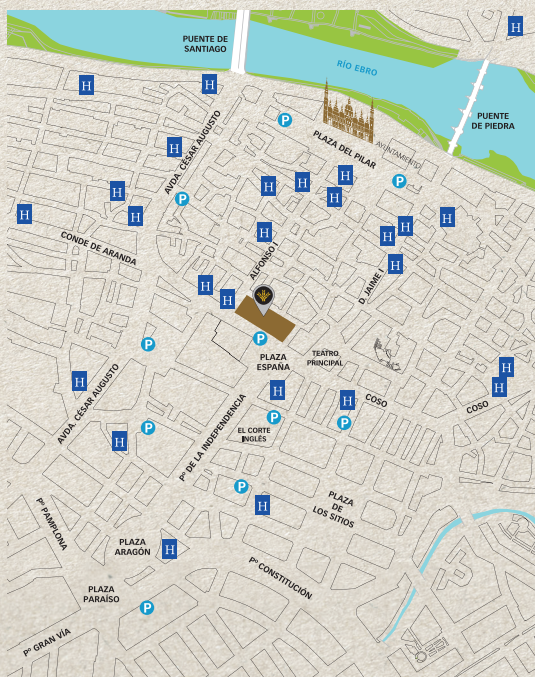 H
PUENTE DE
SANTIAGO
RÍO EBRO
H
H
PUENTE
DE PIEDRA
P
AVDA. CÉSAR AUGUSTO
PLAZA DEL PILAR
AYUNTAMIENTO
H
H
H
H
H
P
H
P
H
H
H
H
H
H
H
CONDE DE ARANDA
H
ALFONSO I
H
D. JAIME I
H
H
P
P
PLAZA
ESPAÑA
TEATRO
PRINCIPAL
H
H
H
AVDA. CÉSAR AUGUSTO
H
H
COSO
COSO
Pº DE LA INDEPENDENCIA
P
P
P
EL CORTE
INGLÉS
H
P
H
PLAZA
DE
LOS SITIOS
Pº PAMPLONA
PLAZA
ARAGÓN
H
Pº CONSTITUCIÓN
PLAZA
PARAÍSO
P
Pº GRAN VÍA